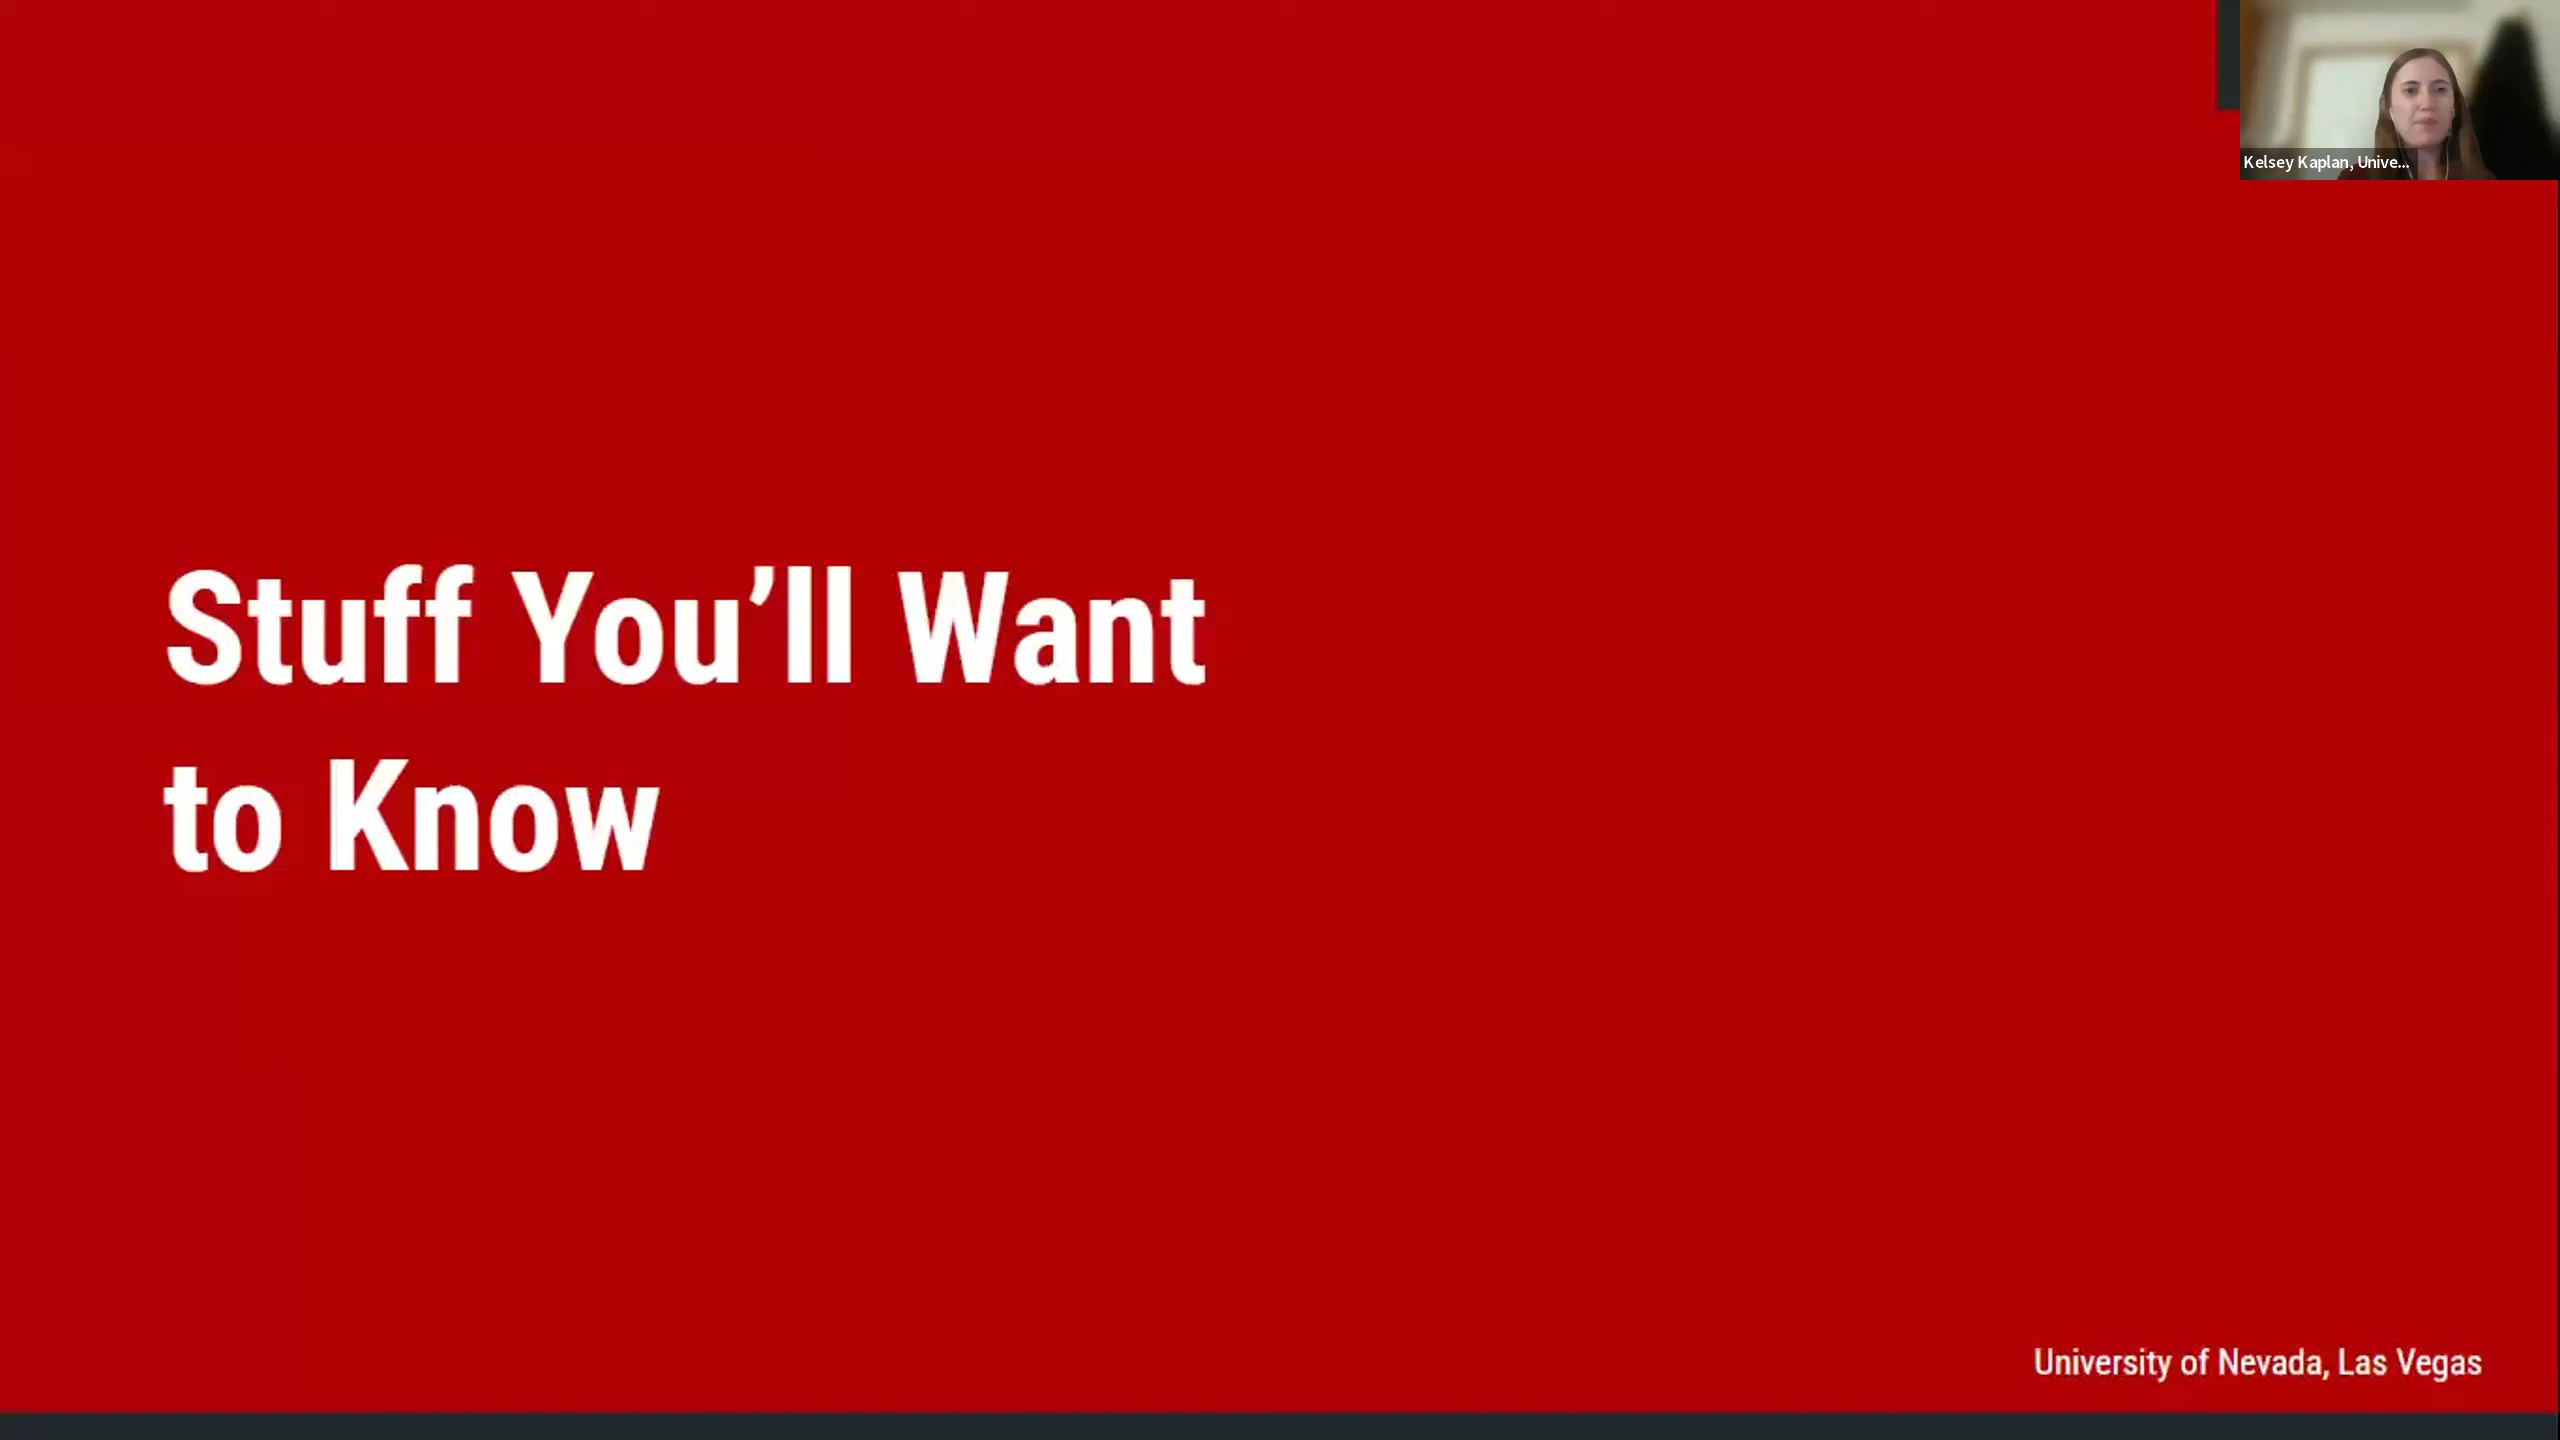 Kelsey Kaplan, Unive...
Stuff You’ll Want
to Know
University of Nevada, Las Vegas